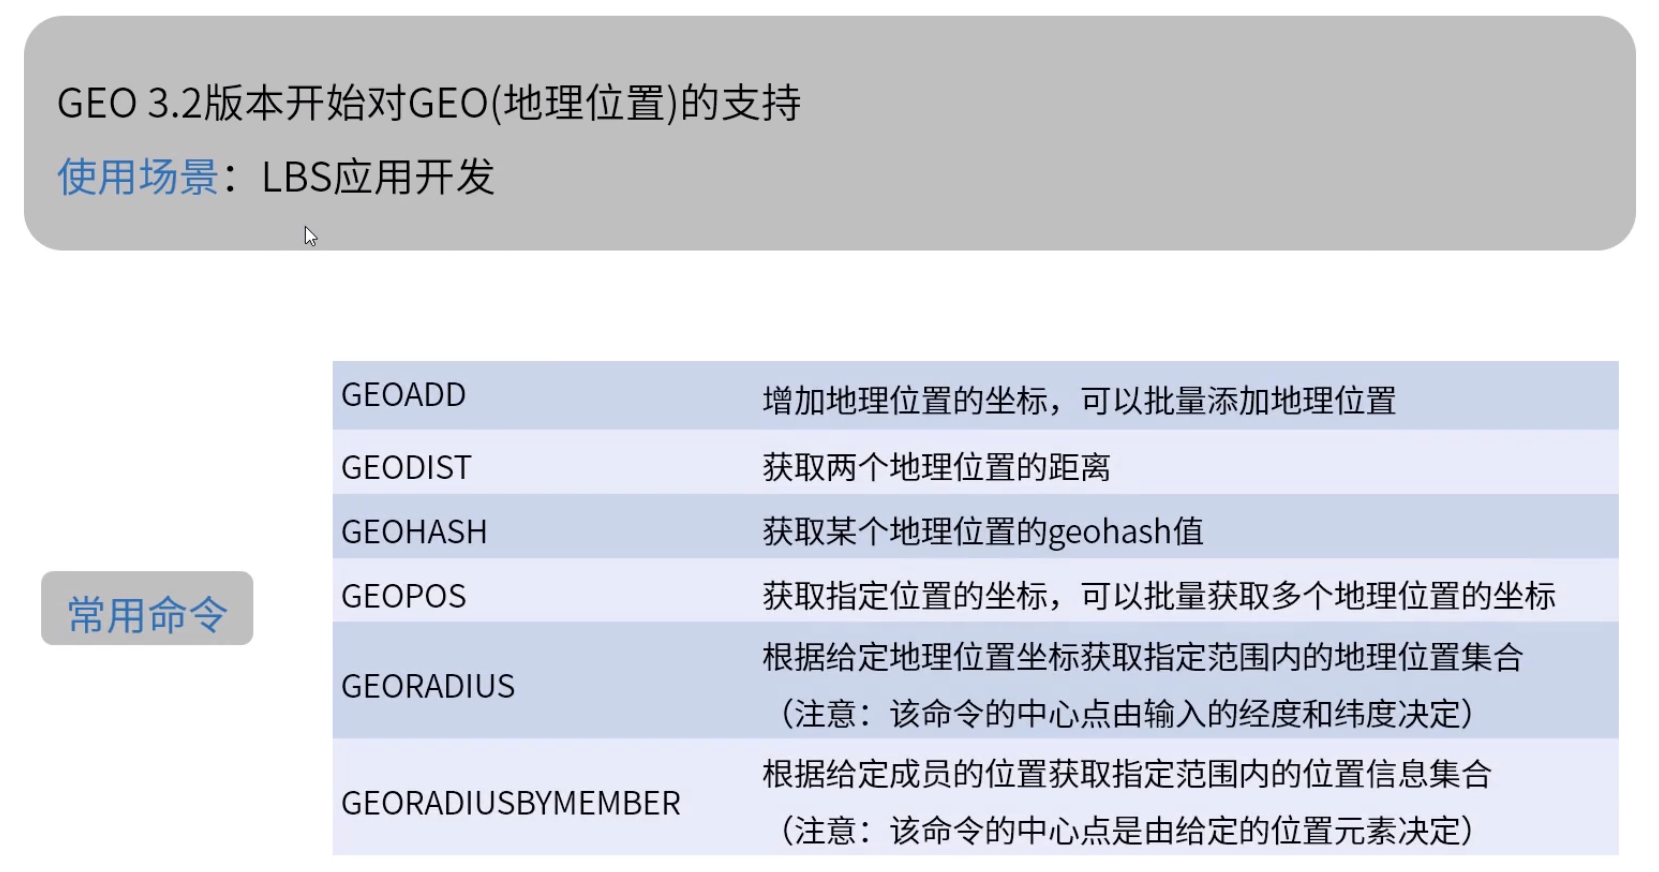 GEO 3.2版本开始对GEO(地理位置)的支持
使用场景：LBS应用开发
常用命令
GEOADD 增加地理位置的坐标，可以批量添加地理位置
GEODIST 获取两个地理位置的距离
GEOHASH 获取某个地理位置的geohash值
GEOPOS 获取指定位置的坐标，可以批量获取多个地理位置的坐标
GEORADIUS 根据给定地理位置坐标获取指定范围内的地理位置集合
（注意：该命令的中心点由输入的经度和纬度决定）
GEORADIUSBYMEMBER 根据给定成员的位置获取指定范围内的位置信息集合
（注意：该命令的中心点是由给定的位置元素决定）